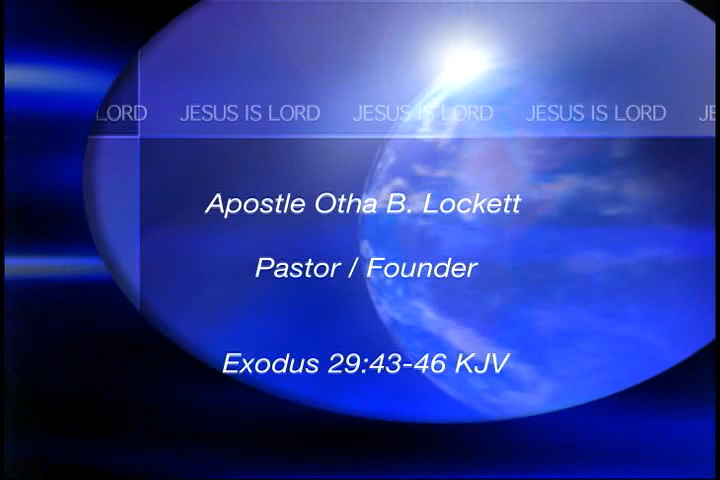 LORD JESUS IS LORD JESUS IS LORD JESUS IS LORD JE
Apostle Otha B. Lockett
Pastor / Founder
Exodus 29:43-46 KJV